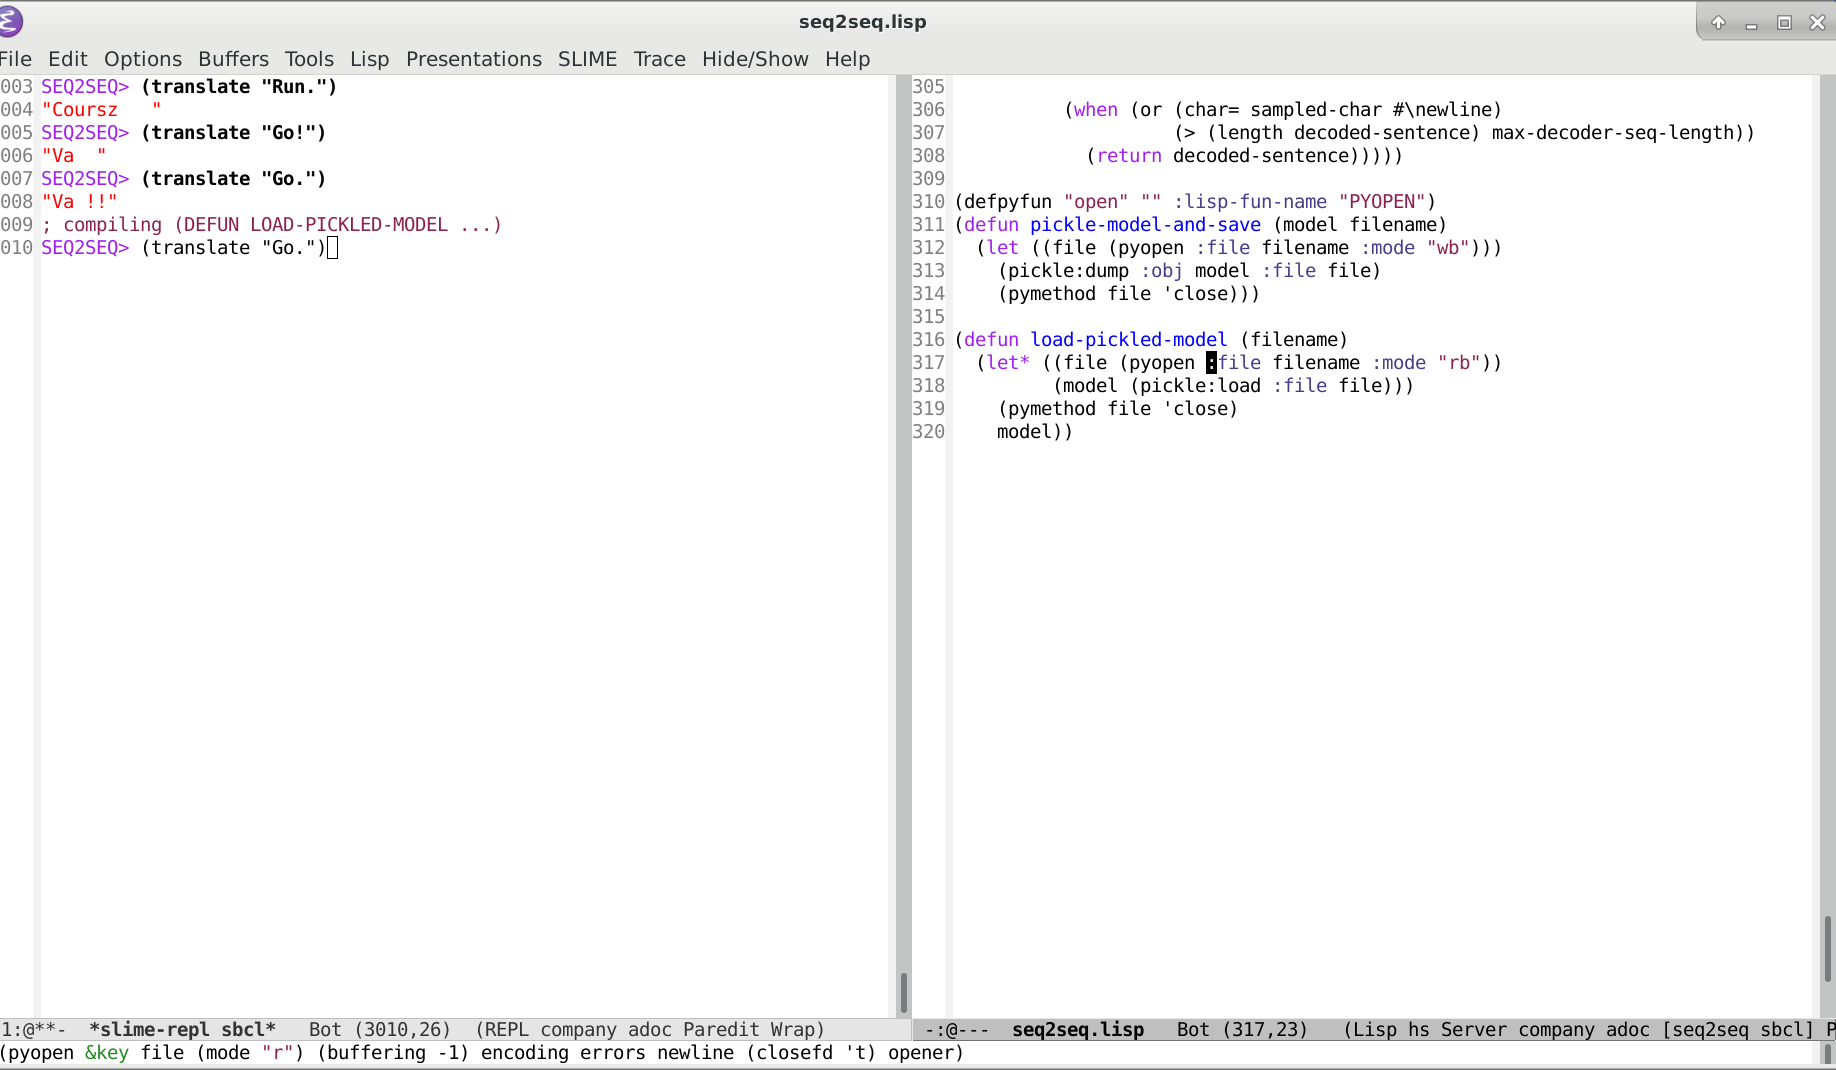 seq2seq.lisp
File Edit Options Buffers Tools Lisp Presentations SLIME Trace Hide/Show Help
003 SEQ2SEQ> (translate "Run.")
004 "Coursz   "
005 SEQ2SEQ> (translate "Go!")
006 "Va  "
007 SEQ2SEQ> (translate "Go.")
008 "Va !!"
009 ; compiling (DEFUN LOAD-PICKLED-MODEL ...)
010 SEQ2SEQ> (translate "Go.")
1:@**-  *slime-repl sbcl*   Bot (3010,26)  (REPL company adoc Paredit Wrap)
305
306           (when (or (char= sampled-char #\newline)
307                     (> (length decoded-sentence) max-decoder-seq-length))
308             (return decoded-sentence)))))
309
310 (defpyfun "open" "" :lisp-fun-name "PYOPEN")
311 (defun pickle-model-and-save (model filename)
312   (let ((file (pyopen :file filename :mode "wb")))
313     (pickle:dump :obj model :file file)
314     (pymethod file 'close)))
315
316 (defun load-pickled-model (filename)
317   (let* ((file (pyopen :file filename :mode "rb"))
318          (model (pickle:load :file file)))
319     (pymethod file 'close)
320     model))
-:@---  seq2seq.lisp   Bot (317,23)   (Lisp hs Server company adoc [seq2seq sbcl] P
(pyopen &key file (mode "r") (buffering -1) encoding errors newline (closefd 't) opener)